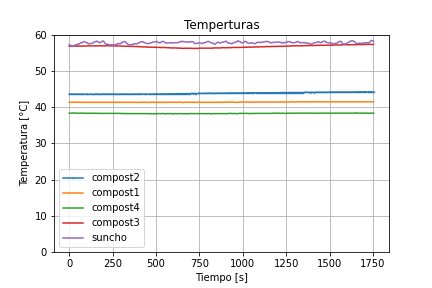 Temperturas
Temperatura [°C]
60
50
40
30
20
10
0
compost2
compost1
compost4
compost3
suncho
0 250 500 750 1000 1250 1500 1750
Tiempo [s]